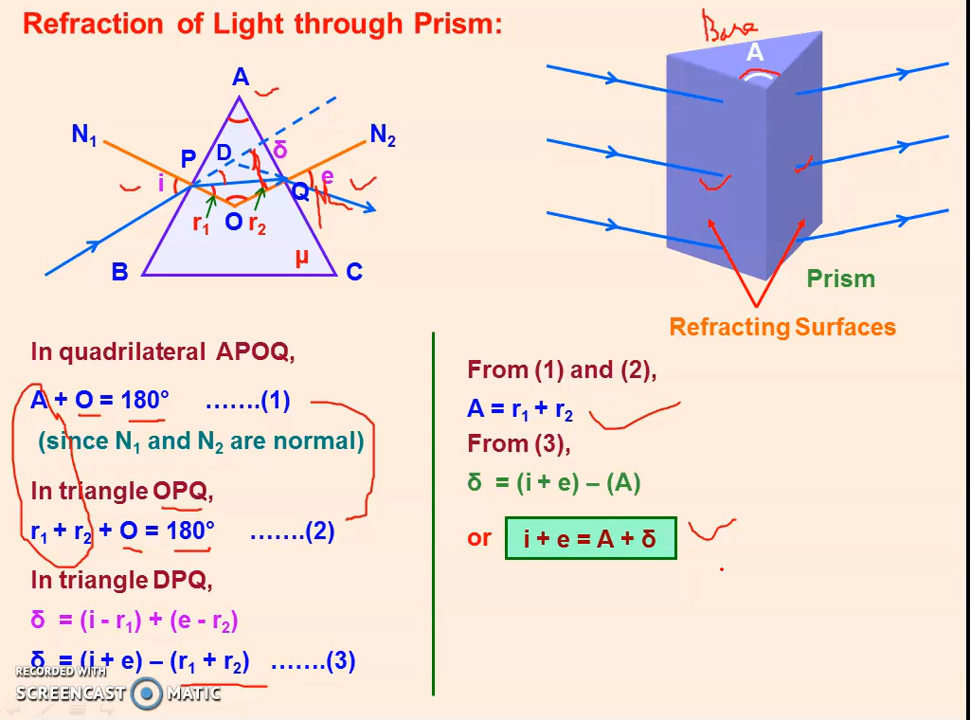 Refraction of Light through Prism:
Base
A
A
N₁
N₂
P
D
δ
i
Q
e
r₁
O
r₂
μ
B
C
Prism
Refracting Surfaces
In quadrilateral APOQ,
A + O = 180° …….(1)
(since N₁ and N₂ are normal)
In triangle OPQ,
r₁ + r₂ + O = 180° …….(2)
In triangle DPQ,
δ = (i - r₁) + (e - r₂)
δ = (i + e) – (r₁ + r₂) …….(3)
From (1) and (2),
A = r₁ + r₂
From (3),
δ = (i + e) – (A)
or i + e = A + δ
RECORDED WITH
SCREENCAST MATIC